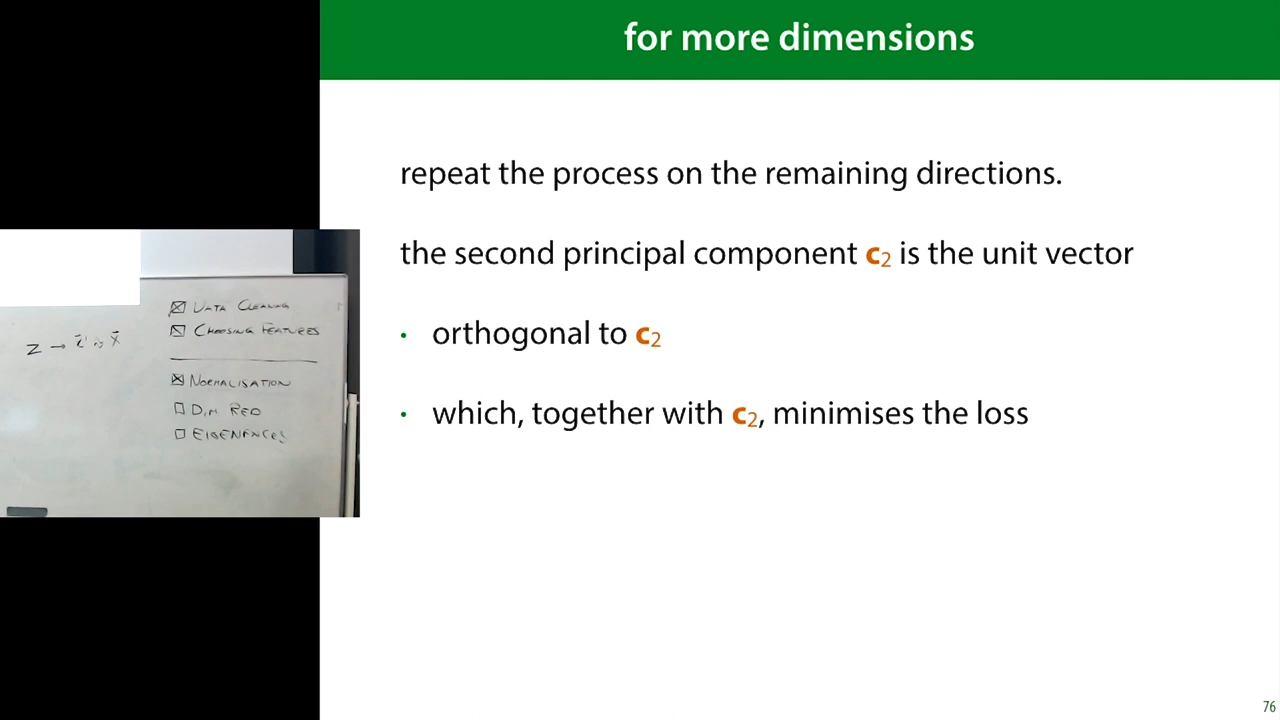 for more dimensions
repeat the process on the remaining directions.
the second principal component c2 is the unit vector
• orthogonal to c2
• which, together with c2, minimises the loss
DATA CLEANING
CHOOSING FEATURES
NORMALISATION
DIM RED
EIGENFACES
76